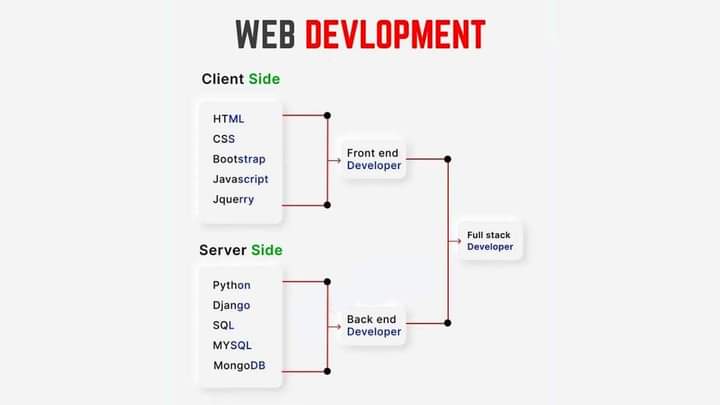 WEB DEVLOPMENT
Client Side
HTML
CSS
Bootstrap
Javascript
Jquerry
Front end
Developer
Full stack
Developer
Server Side
Python
Django
SQL
MYSQL
MongoDB
Back end
Developer